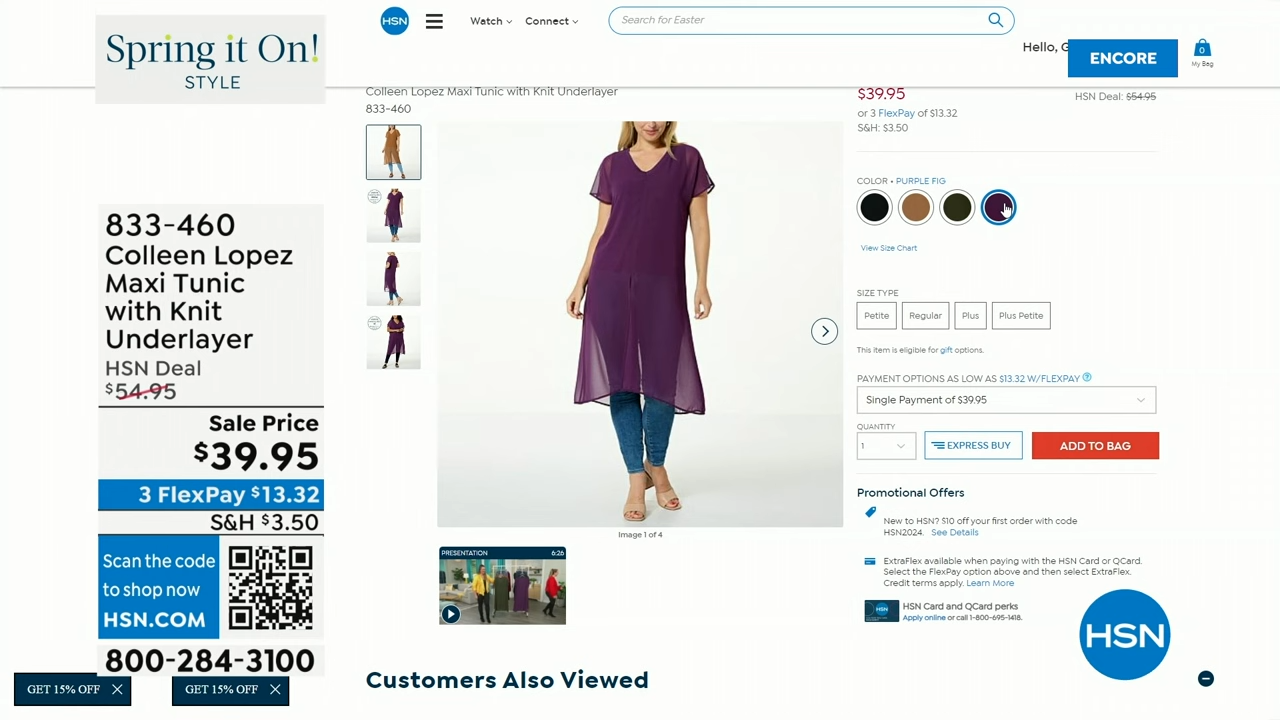 Spring it On!
STYLE
HSN
Watch
Connect
Search for Easter
Hello, G
ENCORE
0
My Bag
833-460
Colleen Lopez
Maxi Tunic
with Knit
Underlayer
HSN Deal
$54.95
Sale Price
$39.95
3 FlexPay $13.32
S&H $3.50
Scan the code
to shop now
HSN.COM
800-284-3100
GET 15% OFF
GET 15% OFF
Colleen Lopez Maxi Tunic with Knit Underlayer
833-460
Image 1 of 4
PRESENTATION 6:26
$39.95
HSN Deal: $54.95
or 3 FlexPay of $13.32
S&H: $3.50
COLOR • PURPLE FIG
View Size Chart
SIZE TYPE
Petite
Regular
Plus
Plus Petite
This item is eligible for gift options.
PAYMENT OPTIONS AS LOW AS $13.32 W/FLEXPAY ?
Single Payment of $39.95
QUANTITY
1
EXPRESS BUY
ADD TO BAG
Promotional Offers
New to HSN? $10 off your first order with code
HSN2024. See Details
ExtraFlex available when paying with the HSN Card or QCard.
Select the FlexPay option above and then select ExtraFlex.
Credit terms apply. Learn More
HSN
HSN Card and QCard perks
Apply online or call 1-800-695-1418.
HSN
Customers Also Viewed